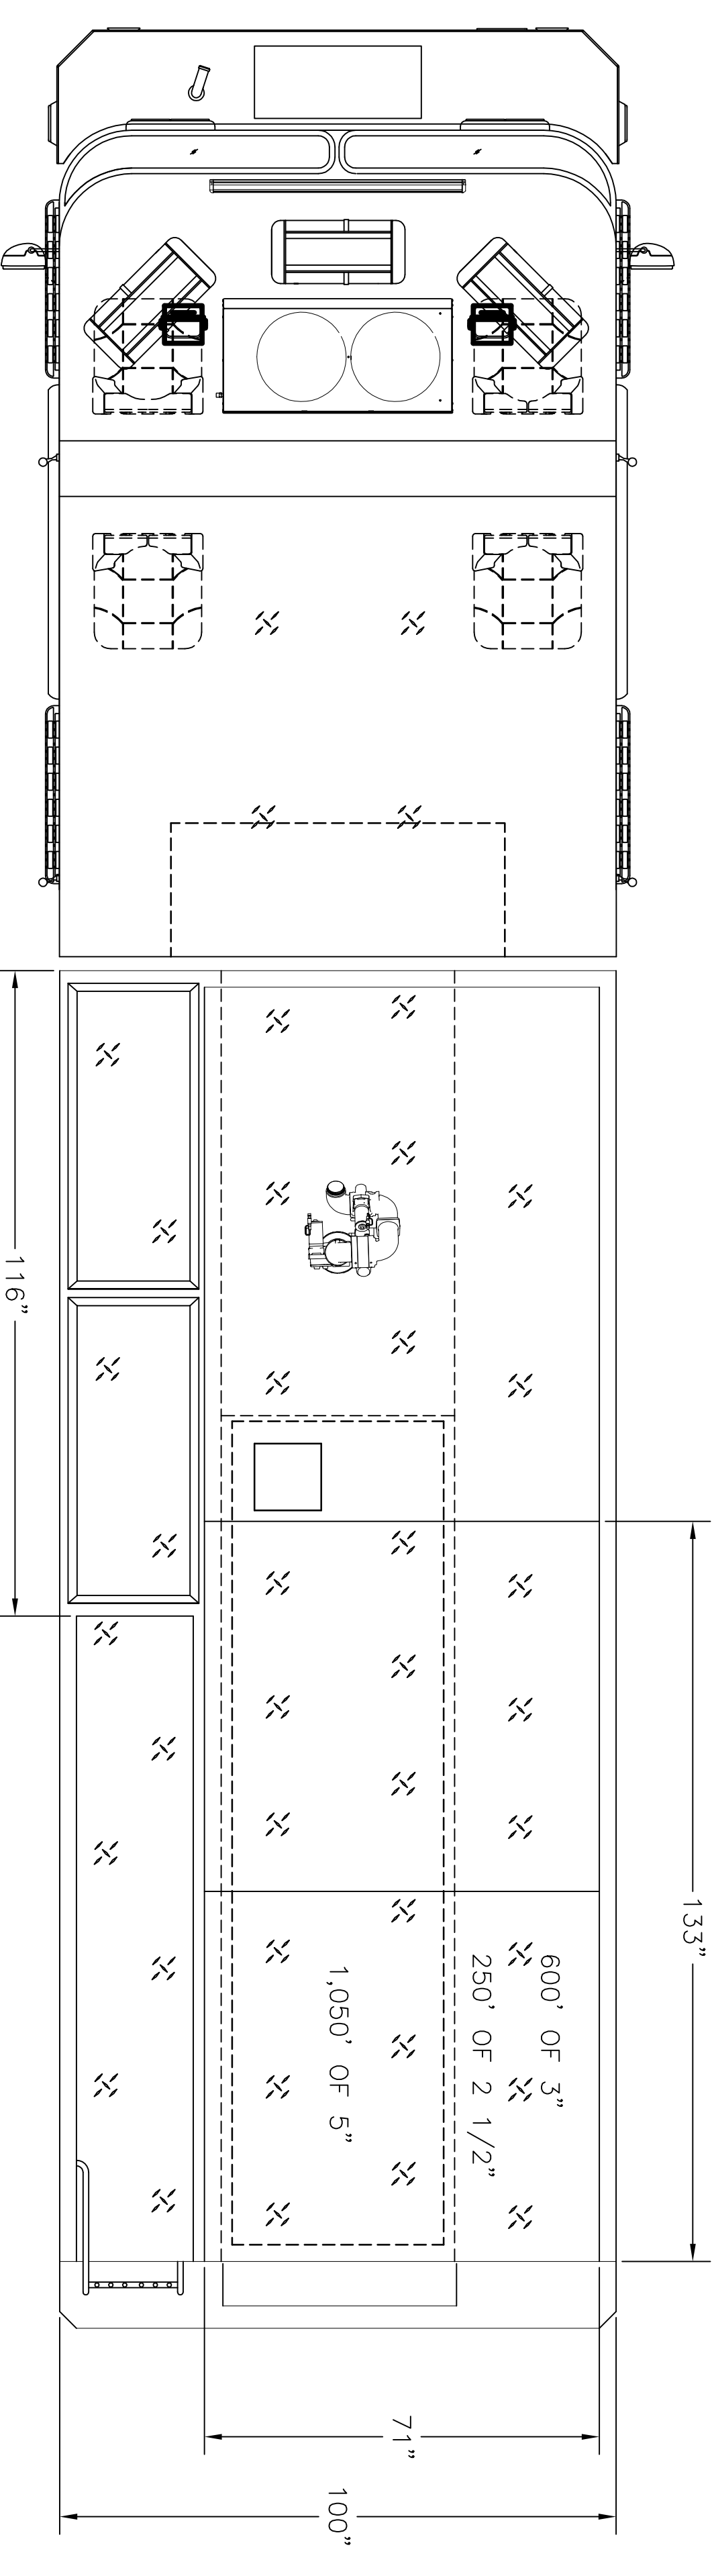 116"
133"
600' OF 3"
250' OF 2 1/2"
1,050' OF 5"
71"
100"